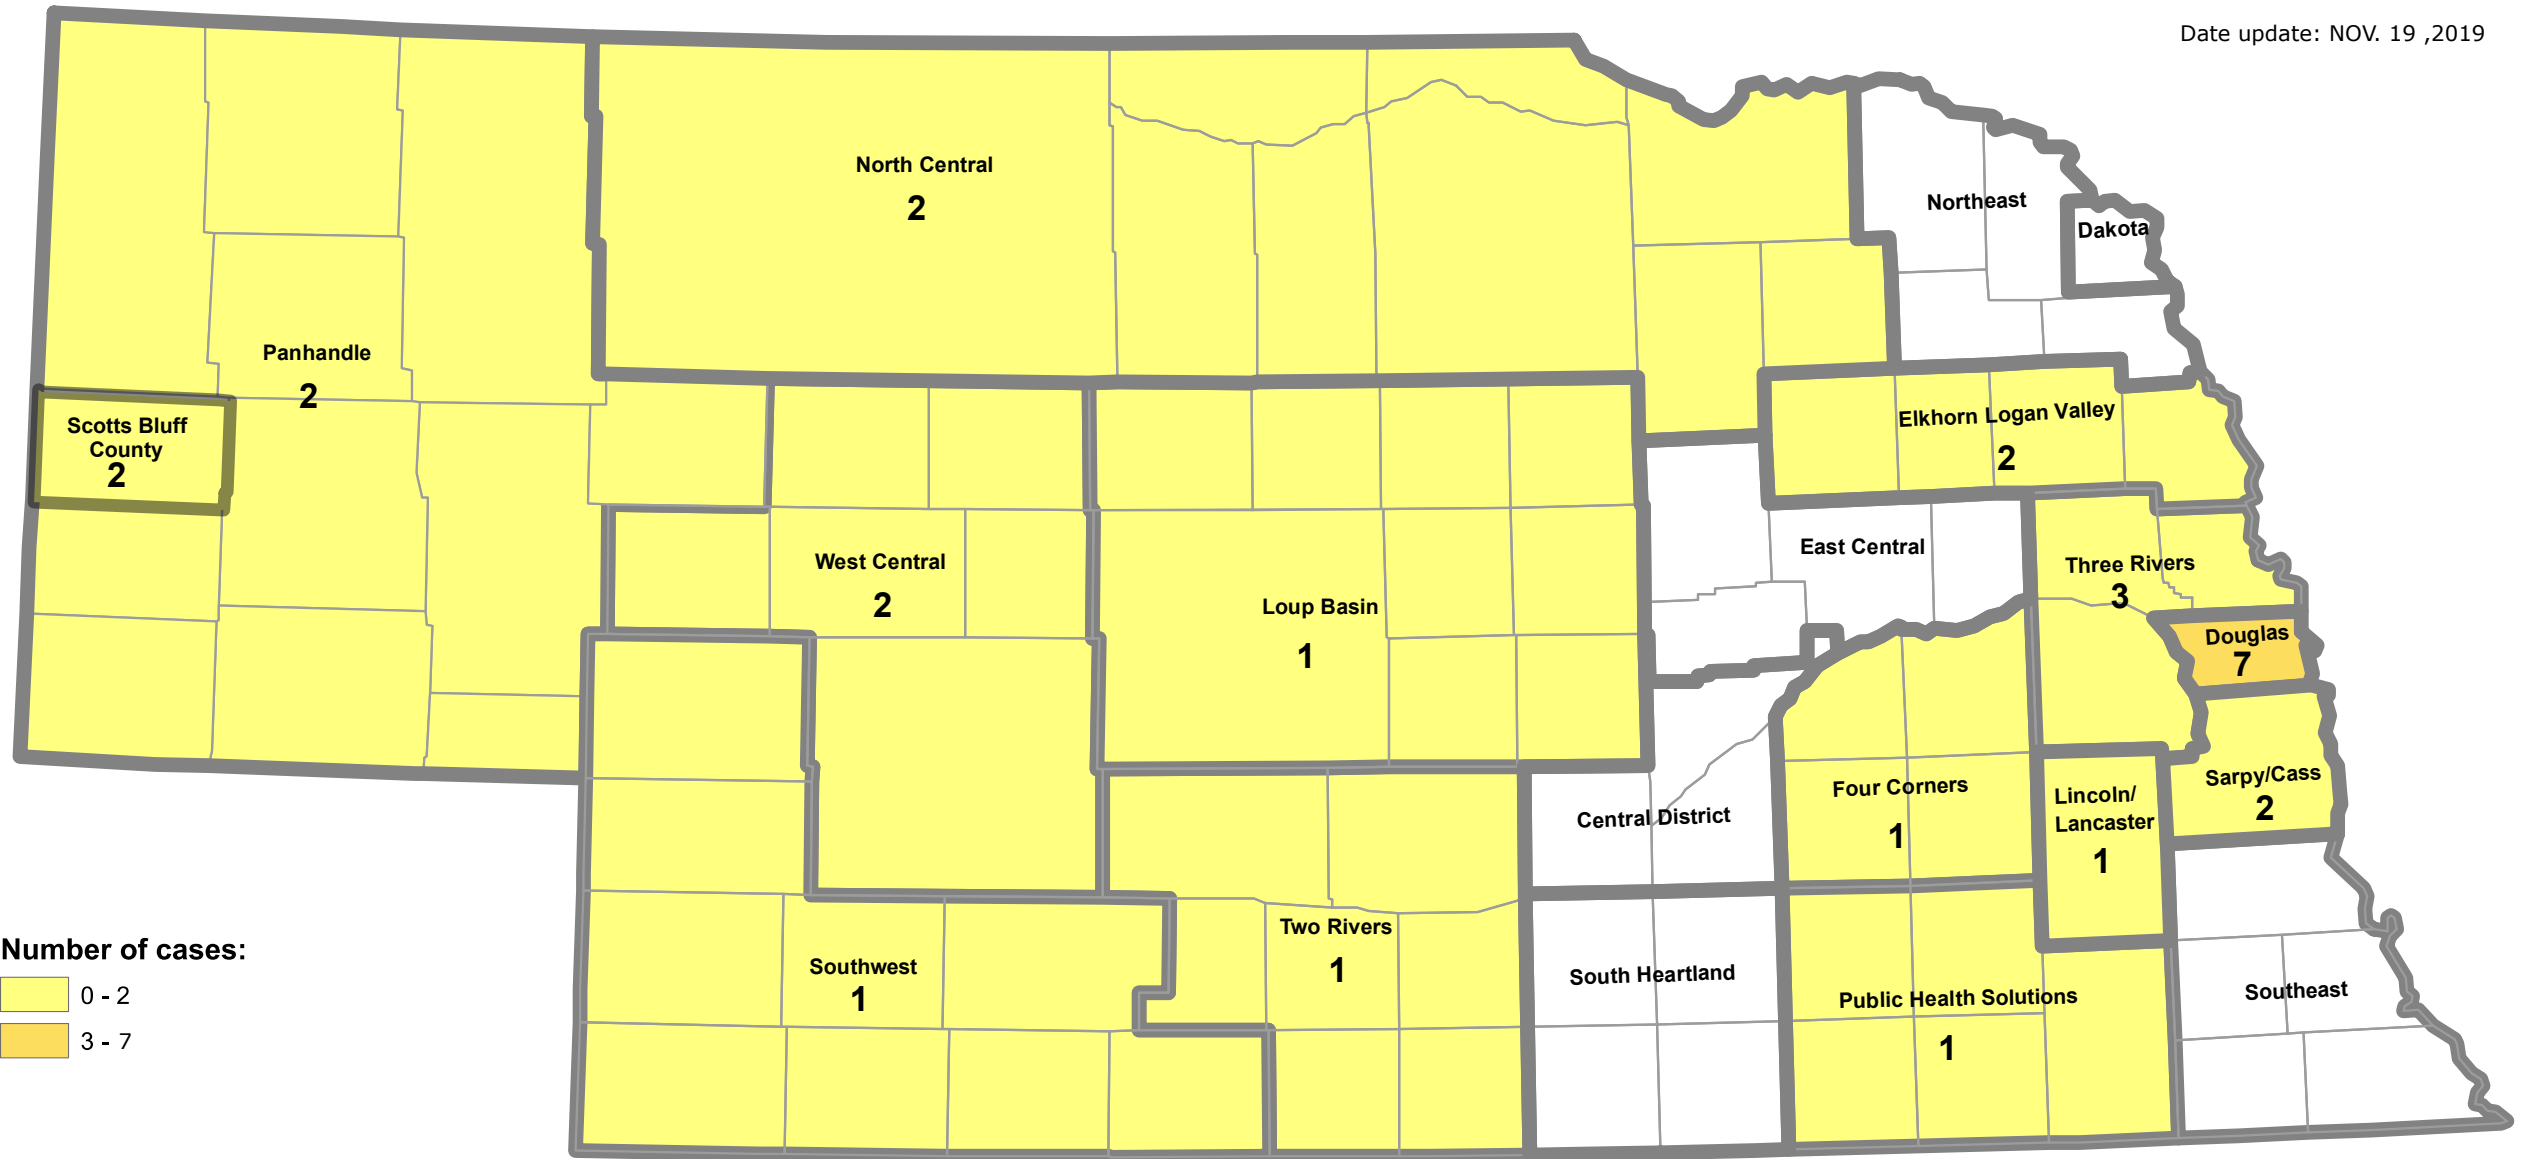 Date update: NOV. 19 ,2019
North Central
2
Northeast
Dakota
Panhandle
2
Scotts Bluff
County
2
Elkhorn Logan Valley
2
West Central
2
East Central
Three Rivers
3
Loup Basin
1
Douglas
7
Sarpy/Cass
2
Four Corners
1
Lincoln/
Lancaster
1
Central District
Two Rivers
1
Southwest
1
South Heartland
Public Health Solutions
1
Southeast
Number of cases:
0 - 2
3 - 7